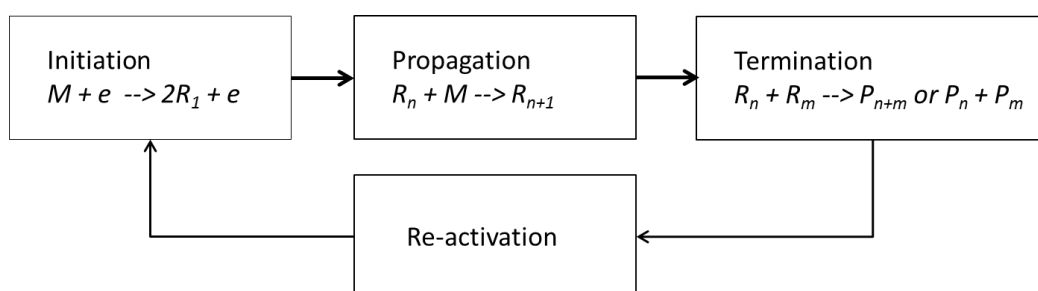 Initiation
M + e --> 2R₁ + e
Propagation
Rₙ + M --> Rₙ₊₁
Termination
Rₙ + Rₘ --> Pₙ₊ₘ or Pₙ + Pₘ
Re-activation